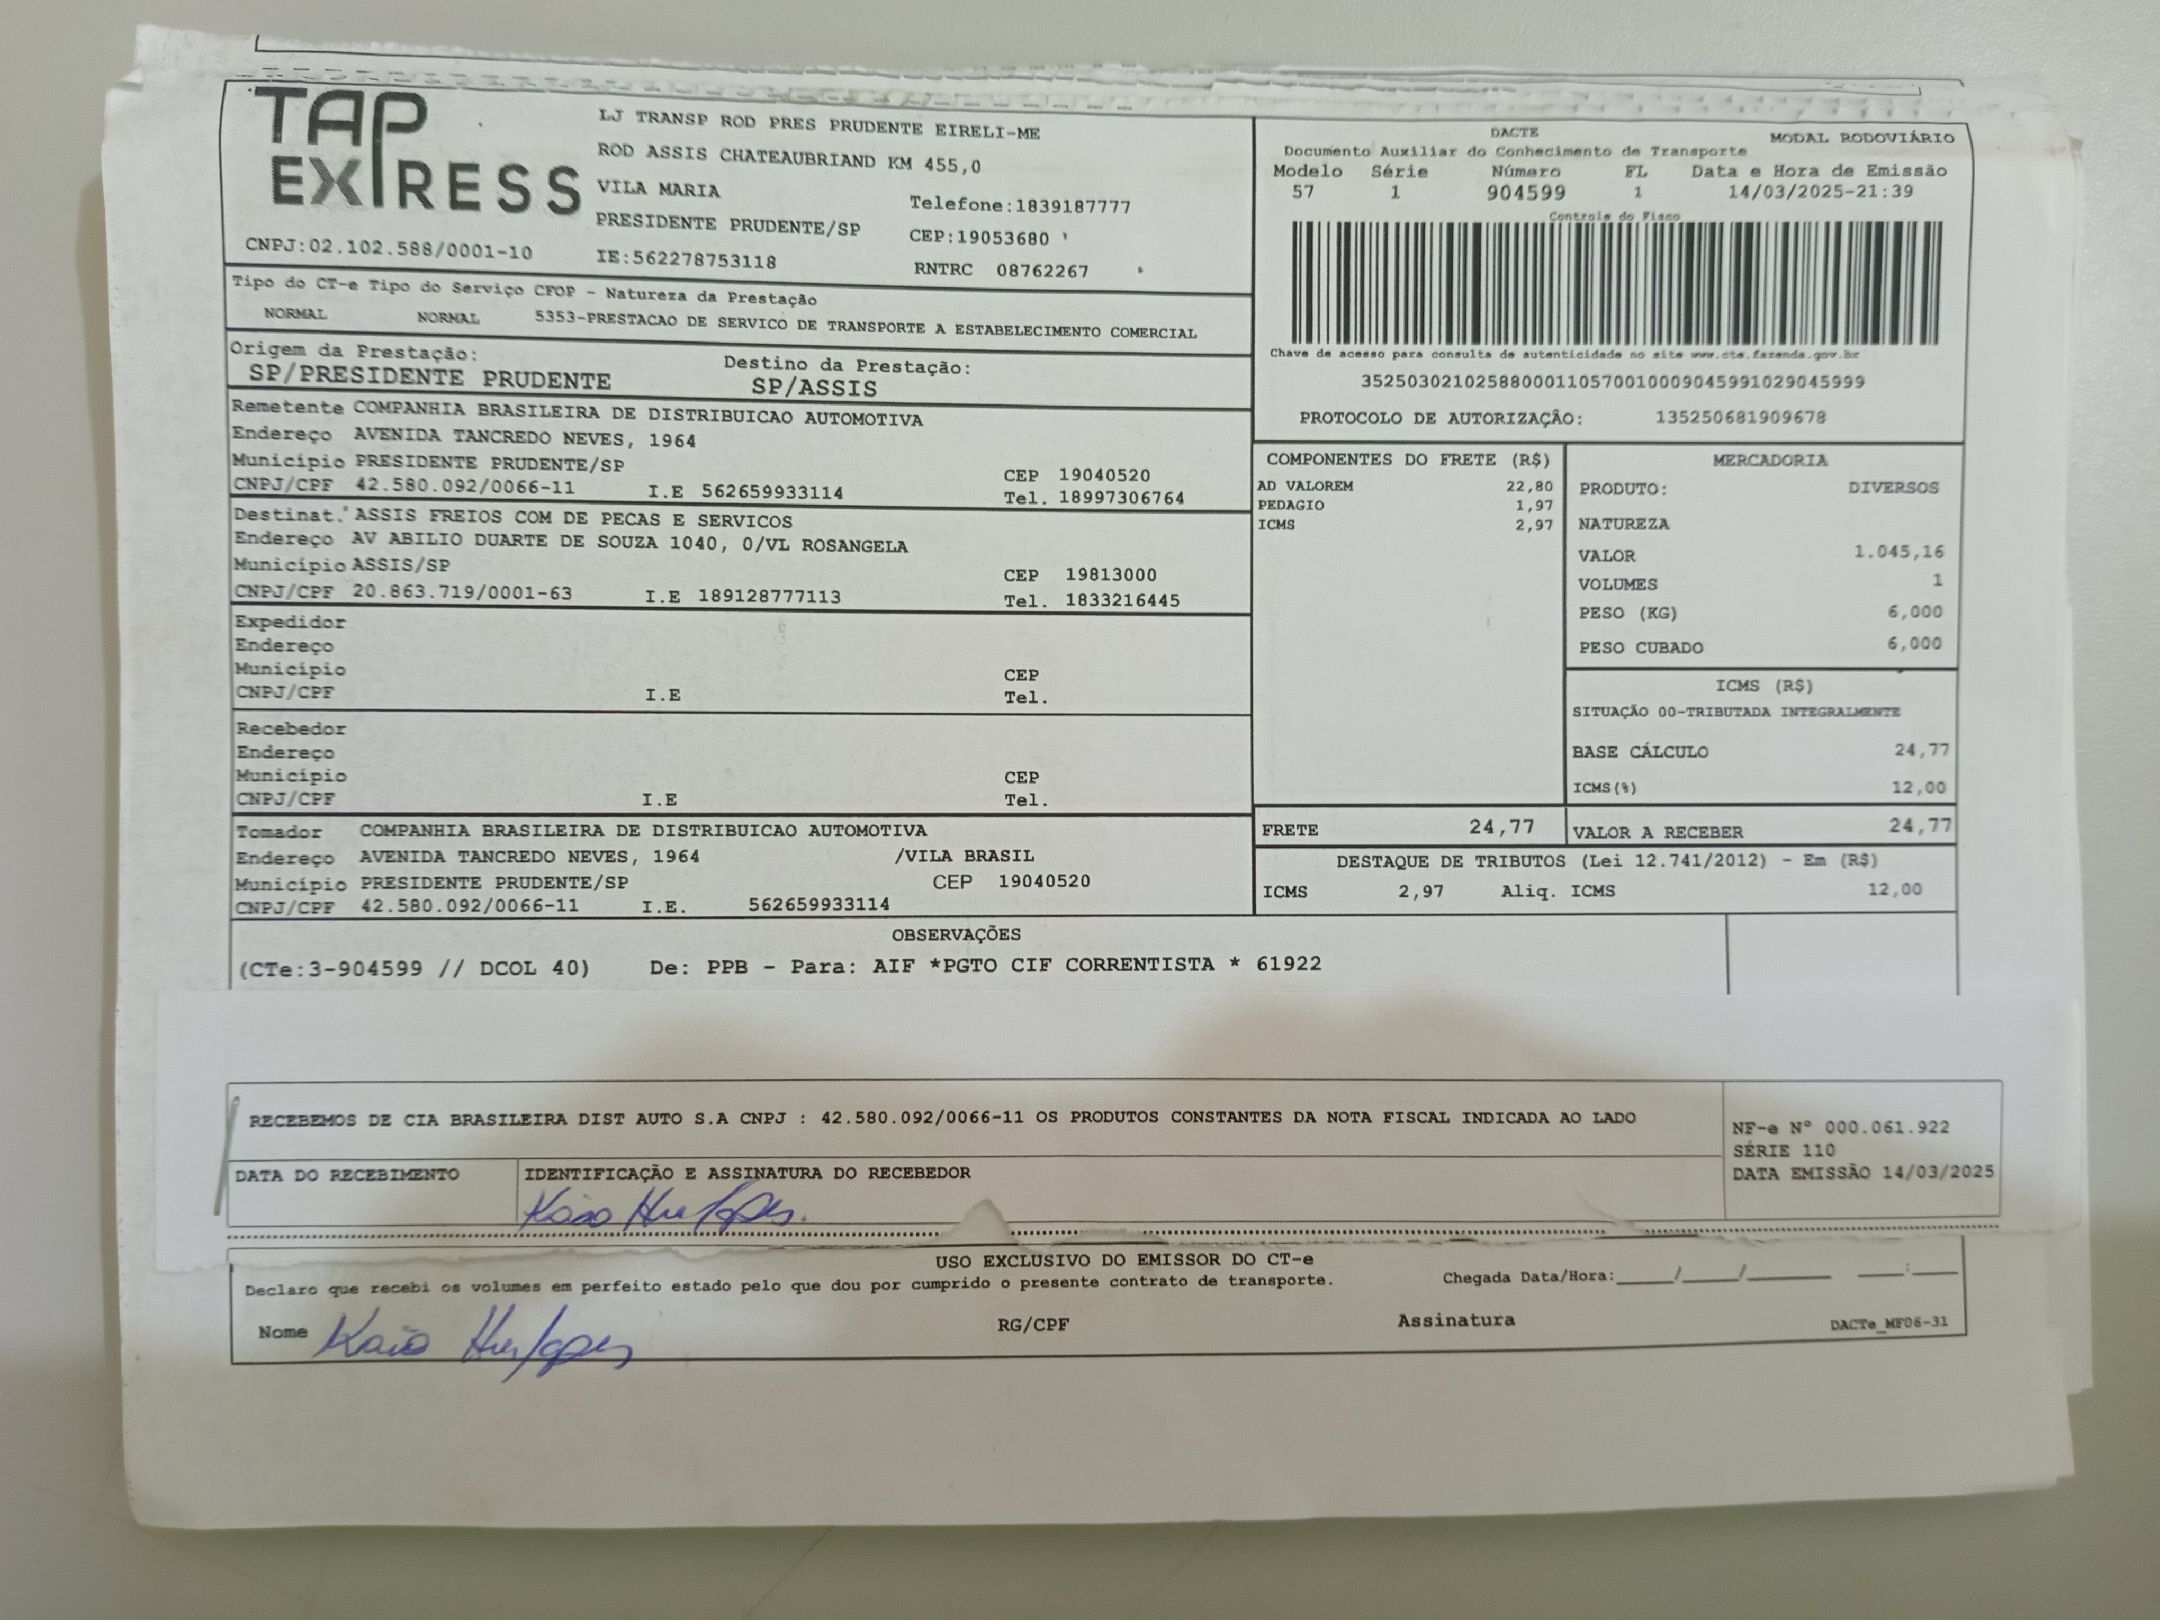 TAP EXPRESS
LJ TRANSP ROD PRES PRUDENTE EIRELI-ME
ROD ASSIS CHATEAUBRIAND KM 455,0
VILA MARIA
Telefone:1839187777
PRESIDENTE PRUDENTE/SP CEP:19053680
CNPJ:02.102.588/0001-10 IE:562278753118 RNTRC 08762267
DACTE MODAL RODOVIÁRIO
Documento Auxiliar do Conhecimento de Transporte
Modelo Série Número FL Data e Hora de Emissão
57 1 904599 1 14/03/2025-21:39
Controle do Fisco
Chave de acesso para consulta de autenticidade no site www.cte.fazenda.gov.br
35250302102588000110570010009045991029045999
PROTOCOLO DE AUTORIZAÇÃO: 135250681909678
Tipo do CT-e Tipo do Serviço CFOP - Natureza da Prestação
NORMAL NORMAL 5353-PRESTACAO DE SERVICO DE TRANSPORTE A ESTABELECIMENTO COMERCIAL
Origem da Prestação: Destino da Prestação:
SP/PRESIDENTE PRUDENTE SP/ASSIS
Remetente COMPANHIA BRASILEIRA DE DISTRIBUICAO AUTOMOTIVA
Endereço AVENIDA TANCREDO NEVES, 1964
Município PRESIDENTE PRUDENTE/SP CEP 19040520
CNPJ/CPF 42.580.092/0066-11 I.E 562659933114 Tel. 18997306764
Destinat. ASSIS FREIOS COM DE PECAS E SERVICOS
Endereço AV ABILIO DUARTE DE SOUZA 1040, 0/VL ROSANGELA
Município ASSIS/SP CEP 19813000
CNPJ/CPF 20.863.719/0001-63 I.E 189128777113 Tel. 1833216445
Expedidor
Endereço
Município CEP
CNPJ/CPF I.E Tel.
Recebedor
Endereço
Município CEP
CNPJ/CPF I.E Tel.
Tomador COMPANHIA BRASILEIRA DE DISTRIBUICAO AUTOMOTIVA
Endereço AVENIDA TANCREDO NEVES, 1964 /VILA BRASIL
Município PRESIDENTE PRUDENTE/SP CEP 19040520
CNPJ/CPF 42.580.092/0066-11 I.E. 562659933114
COMPONENTES DO FRETE (R$)
AD VALOREM 22,80
PEDAGIO 1,97
ICMS 2,97
MERCADORIA
PRODUTO: DIVERSOS
NATUREZA
VALOR 1.045,16
VOLUMES 1
PESO (KG) 6,000
PESO CUBADO 6,000
ICMS (R$)
SITUAÇÃO 00-TRIBUTADA INTEGRALMENTE
BASE CÁLCULO 24,77
ICMS(%) 12,00
FRETE 24,77 VALOR A RECEBER 24,77
DESTAQUE DE TRIBUTOS (Lei 12.741/2012) - Em (R$)
ICMS 2,97 Aliq. ICMS 12,00
OBSERVAÇÕES
(CTe:3-904599 // DCOL 40) De: PPB - Para: AIF *PGTO CIF CORRENTISTA * 61922
RECEBEMOS DE CIA BRASILEIRA DIST AUTO S.A CNPJ : 42.580.092/0066-11 OS PRODUTOS CONSTANTES DA NOTA FISCAL INDICADA AO LADO
NF-e Nº 000.061.922
SÉRIE 110
DATA EMISSÃO 14/03/2025
DATA DO RECEBIMENTO IDENTIFICAÇÃO E ASSINATURA DO RECEBEDOR
USO EXCLUSIVO DO EMISSOR DO CT-e
Declaro que recebi os volumes em perfeito estado pelo que dou por cumprido o presente contrato de transporte. Chegada Data/Hora:____/____/______ ___:___
Nome RG/CPF Assinatura DACTe_MF06-31